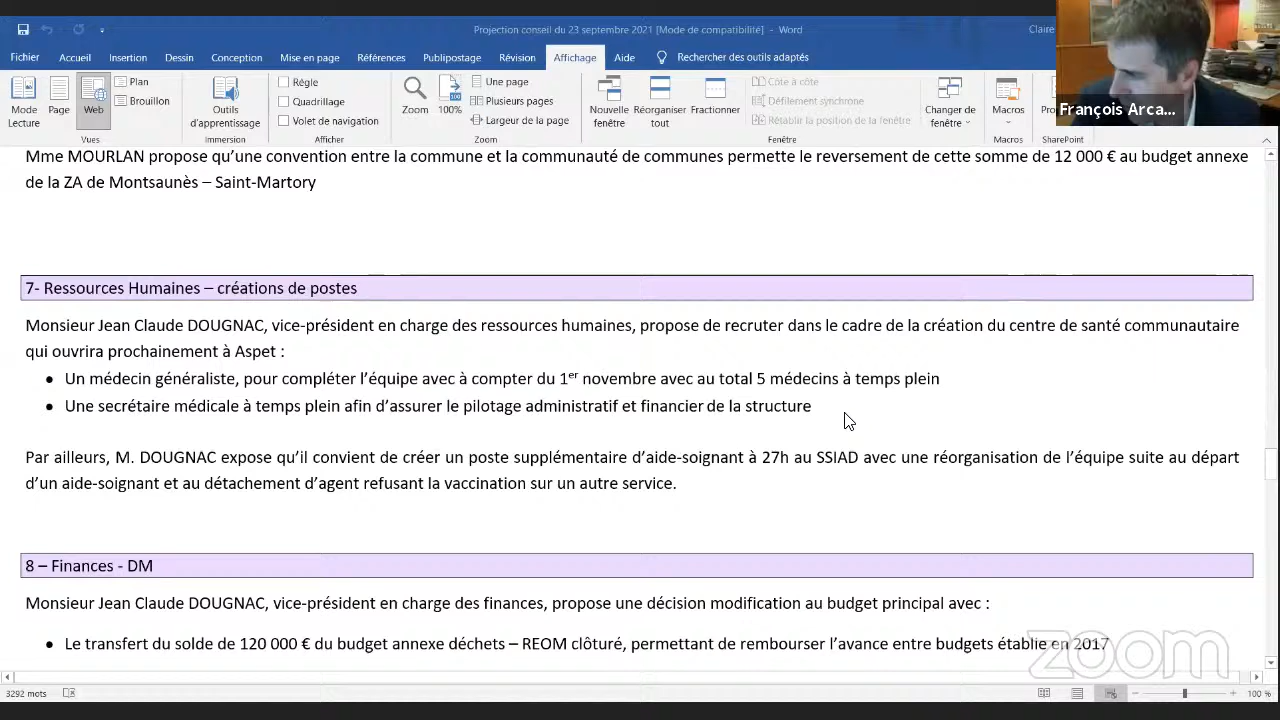 Projection conseil du 23 septembre 2021 [Mode de compatibilité] - Word
Claire
Fichier Accueil Insertion Dessin Conception Mise en page Références Publipostage Révision Affichage Aide Rechercher des outils adaptés
Mode Lecture
Page
Web
Plan
Brouillon
Vues
Outils d'apprentissage
Immersion
Règle
Quadrillage
Volet de navigation
Afficher
Zoom
100%
Une page
Plusieurs pages
Largeur de la page
Zoom
Nouvelle fenêtre
Réorganiser tout
Fractionner
Côte à côte
Défilement synchrone
Rétablir la position de la fenêtre
Changer de fenêtre
Fenêtre
Macros
Macros
SharePoint
François Arca...
Mme MOURLAN propose qu'une convention entre la commune et la communauté de communes permette le reversement de cette somme de 12 000 € au budget annexe
de la ZA de Montsaunès – Saint-Martory
7- Ressources Humaines – créations de postes
Monsieur Jean Claude DOUGNAC, vice-président en charge des ressources humaines, propose de recruter dans le cadre de la création du centre de santé communautaire
qui ouvrira prochainement à Aspet :
• Un médecin généraliste, pour compléter l'équipe avec à compter du 1er novembre avec au total 5 médecins à temps plein
• Une secrétaire médicale à temps plein afin d'assurer le pilotage administratif et financier de la structure
Par ailleurs, M. DOUGNAC expose qu'il convient de créer un poste supplémentaire d'aide-soignant à 27h au SSIAD avec une réorganisation de l'équipe suite au départ
d'un aide-soignant et au détachement d'agent refusant la vaccination sur un autre service.
8 – Finances - DM
Monsieur Jean Claude DOUGNAC, vice-président en charge des finances, propose une décision modification au budget principal avec :
• Le transfert du solde de 120 000 € du budget annexe déchets – REOM clôturé, permettant de rembourser l'avance entre budgets établie en 2017
zoom
3292 mots
100 %